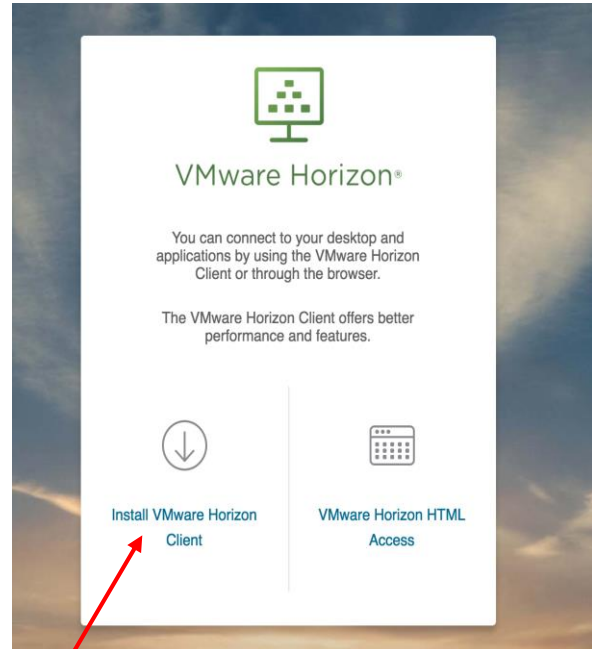 VMware Horizon®
You can connect to your desktop and
applications by using the VMware Horizon
Client or through the browser.
The VMware Horizon Client offers better
performance and features.
Install VMware Horizon
Client
VMware Horizon HTML
Access